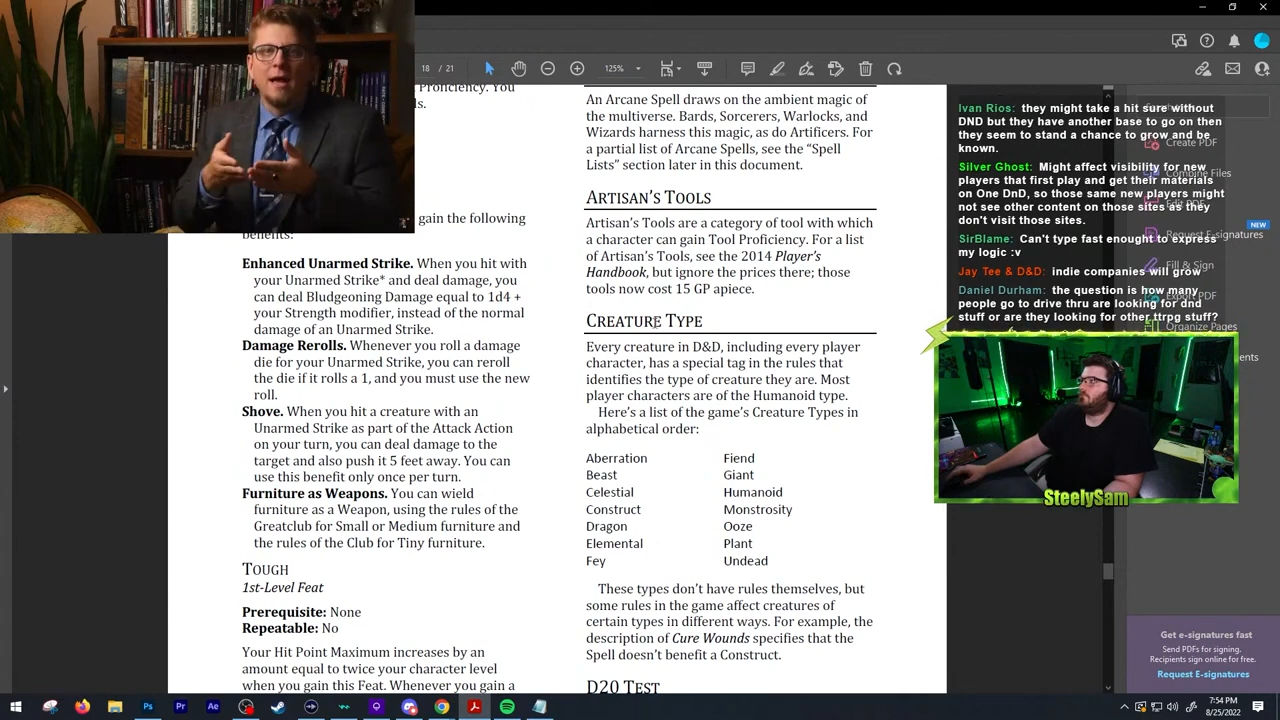 18 / 21
125%
Proficiency. You
ls.
gain the following
benefits:
Enhanced Unarmed Strike. When you hit with
your Unarmed Strike* and deal damage, you
can deal Bludgeoning Damage equal to 1d4 +
your Strength modifier, instead of the normal
damage of an Unarmed Strike.
Damage Rerolls. Whenever you roll a damage
die for your Unarmed Strike, you can reroll
the die if it rolls a 1, and you must use the new
roll.
Shove. When you hit a creature with an
Unarmed Strike as part of the Attack Action
on your turn, you can deal damage to the
target and also push it 5 feet away. You can
use this benefit only once per turn.
Furniture as Weapons. You can wield
furniture as a Weapon, using the rules of the
Greatclub for Small or Medium furniture and
the rules of the Club for Tiny furniture.
TOUGH
1st-Level Feat
Prerequisite: None
Repeatable: No
Your Hit Point Maximum increases by an
amount equal to twice your character level
when you gain this Feat. Whenever you gain a
An Arcane Spell draws on the ambient magic of
the multiverse. Bards, Sorcerers, Warlocks, and
Wizards harness this magic, as do Artificers. For
a partial list of Arcane Spells, see the “Spell
Lists” section later in this document.
ARTISAN’S TOOLS
Artisan’s Tools are a category of tool with which
a character can gain Tool Proficiency. For a list
of Artisan’s Tools, see the 2014 Player’s
Handbook, but ignore the prices there; those
tools now cost 15 GP apiece.
CREATURE TYPE
Every creature in D&D, including every player
character, has a special tag in the rules that
identifies the type of creature they are. Most
player characters are of the Humanoid type.
Here’s a list of the game’s Creature Types in
alphabetical order:
Aberration Fiend
Beast Giant
Celestial Humanoid
Construct Monstrosity
Dragon Ooze
Elemental Plant
Fey Undead
These types don’t have rules themselves, but
some rules in the game affect creatures of
certain types in different ways. For example, the
description of Cure Wounds specifies that the
Spell doesn’t benefit a Construct.
D20 TEST
Ivan Rios: they might take a hit sure without
DND but they have another base to go on then
they seem to stand a chance to grow and be
known.
Silver Ghost: Might affect visibility for new
players that first play and get their materials
on One DnD, so those same new players might
not see other content on those sites as they
don't visit those sites.
SirBlame: Can't type fast enought to express
my logic :v
Jay Tee & D&D: indie companies will grow
Daniel Durham: the question is how many
people go to drive thru are looking for dnd
stuff or are they looking for other ttrpg stuff?
Create PDF
Combine Files
Edit PDF
NEW
Request E-signatures
Fill & Sign
Export PDF
Organize Pages
ents
SteelySam
Get e-signatures fast
Send PDFs for signing.
Recipients sign online for free.
Request E-Signatures
7:54 PM
8/25/2022